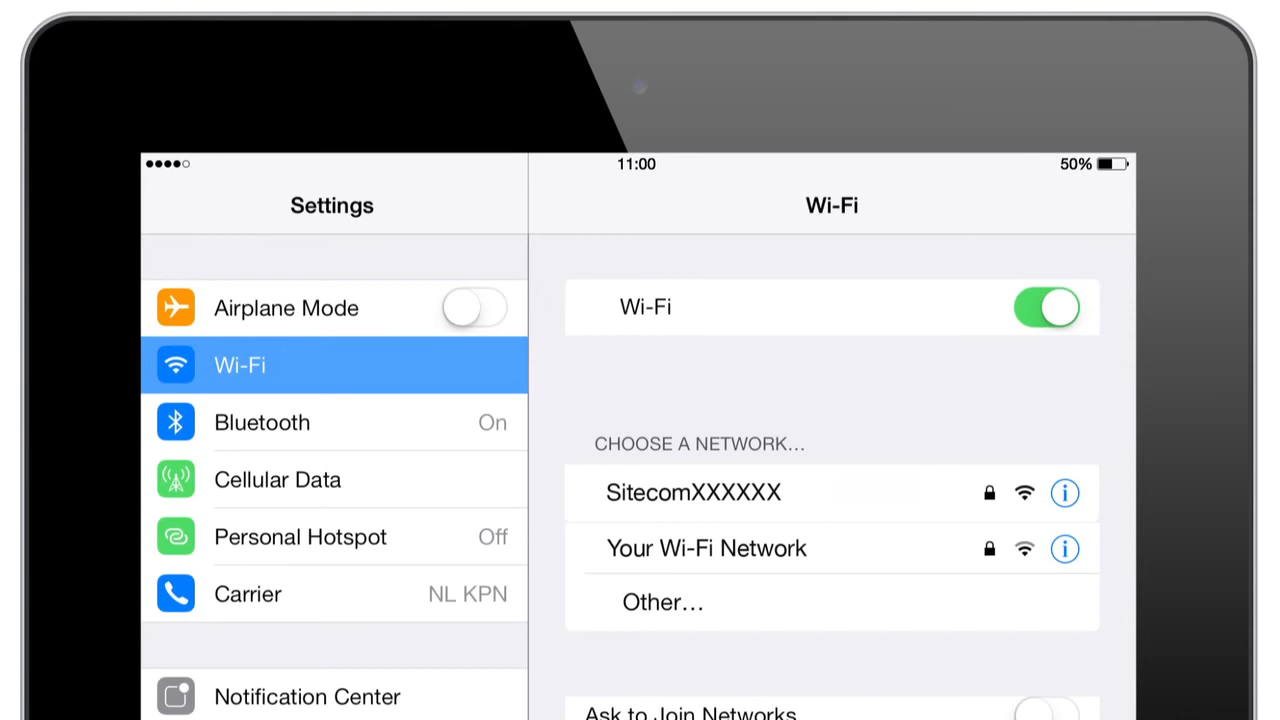 11:00
50%
Settings
Wi-Fi
Airplane Mode
Wi-Fi
Bluetooth On
Cellular Data
Personal Hotspot Off
Carrier NL KPN
Notification Center
Wi-Fi
CHOOSE A NETWORK...
SitecomXXXXXX
Your Wi-Fi Network
Other...
Ask to Join Networks